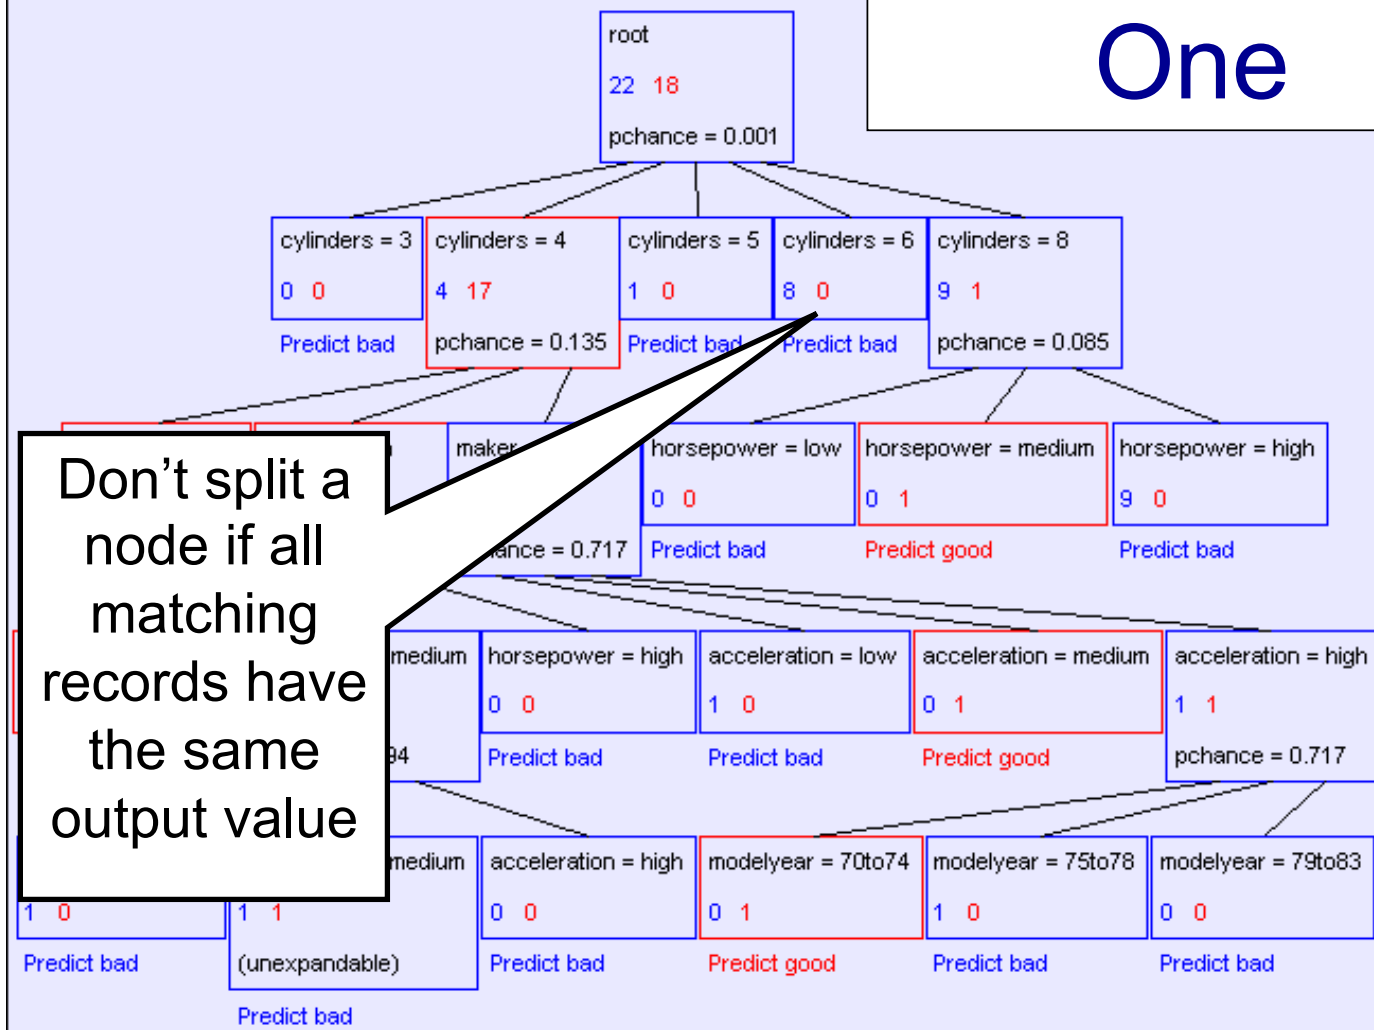 One
root
22 18
pchance = 0.001
cylinders = 3
0 0
Predict bad
cylinders = 4
4 17
pchance = 0.135
cylinders = 5
1 0
Predict bad
cylinders = 6
8 0
Predict bad
cylinders = 8
9 1
pchance = 0.085
maker
= 0.717
horsepower = low
0 0
Predict bad
horsepower = medium
0 1
Predict good
horsepower = high
9 0
Predict bad
Don’t split a
node if all
matching
records have
the same
output value
medium
94
horsepower = high
0 0
Predict bad
acceleration = low
1 0
Predict bad
acceleration = medium
0 1
Predict good
acceleration = high
1 1
pchance = 0.717
1 0
Predict bad
medium
1 1
(unexpandable)
Predict bad
acceleration = high
0 0
Predict bad
modelyear = 70to74
0 1
Predict good
modelyear = 75to78
1 0
Predict bad
modelyear = 79to83
0 0
Predict bad